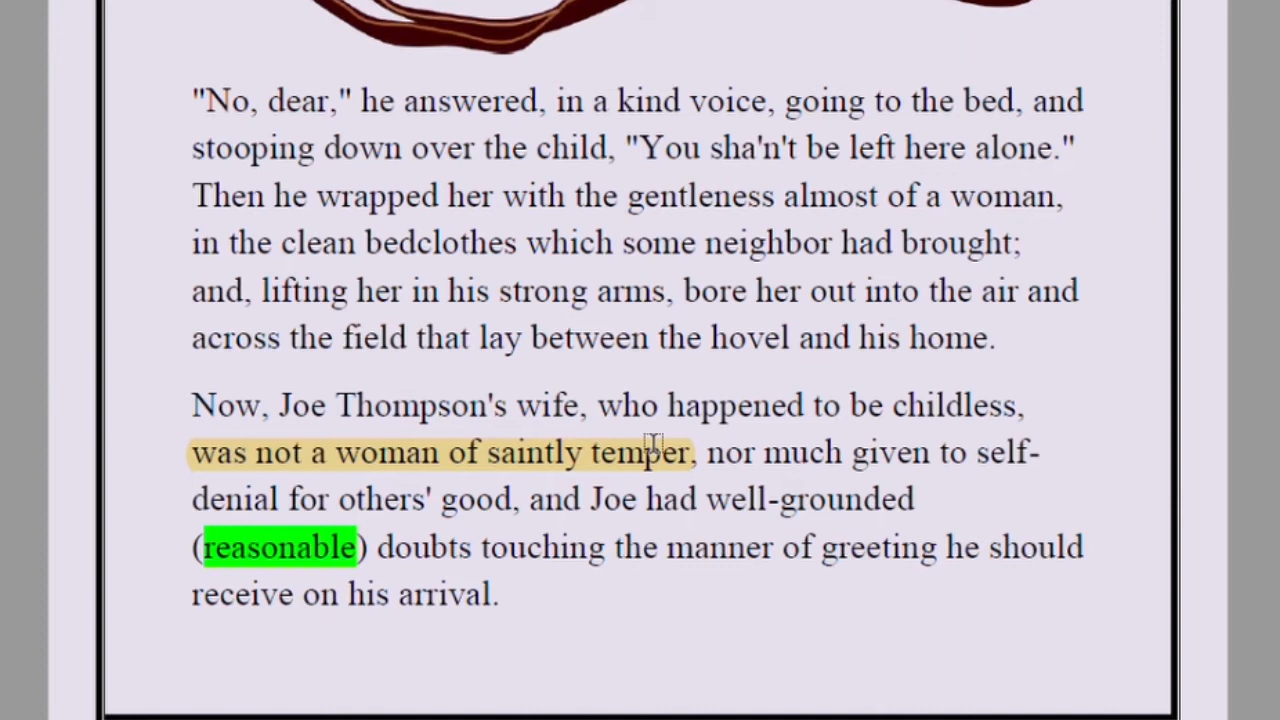 "No, dear," he answered, in a kind voice, going to the bed, and
stooping down over the child, "You sha'n't be left here alone."
Then he wrapped her with the gentleness almost of a woman,
in the clean bedclothes which some neighbor had brought;
and, lifting her in his strong arms, bore her out into the air and
across the field that lay between the hovel and his home.
Now, Joe Thompson's wife, who happened to be childless,
was not a woman of saintly temper, nor much given to self-
denial for others' good, and Joe had well-grounded
(reasonable) doubts touching the manner of greeting he should
receive on his arrival.